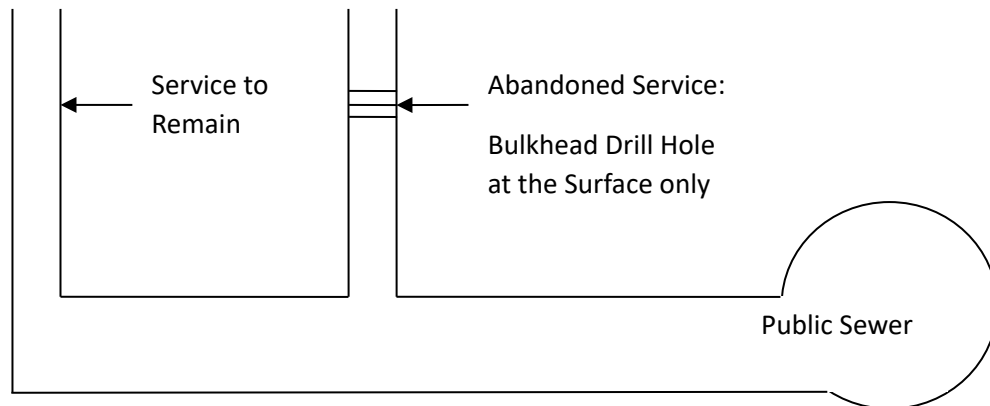 Service to
Remain
Abandoned Service:
Bulkhead Drill Hole
at the Surface only
Public Sewer